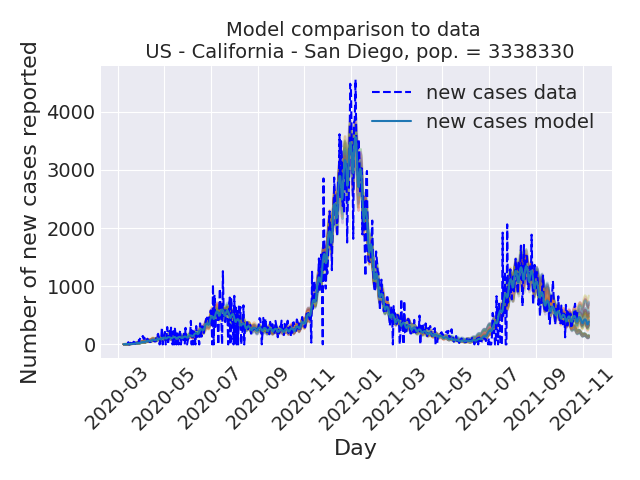 Model comparison to data
US - California - San Diego, pop. = 3338330
Number of new cases reported
4000
3000
2000
1000
0
new cases data
new cases model
2020-03
2020-05
2020-07
2020-09
2020-11
2021-01
2021-03
2021-05
2021-07
2021-09
2021-11
Day